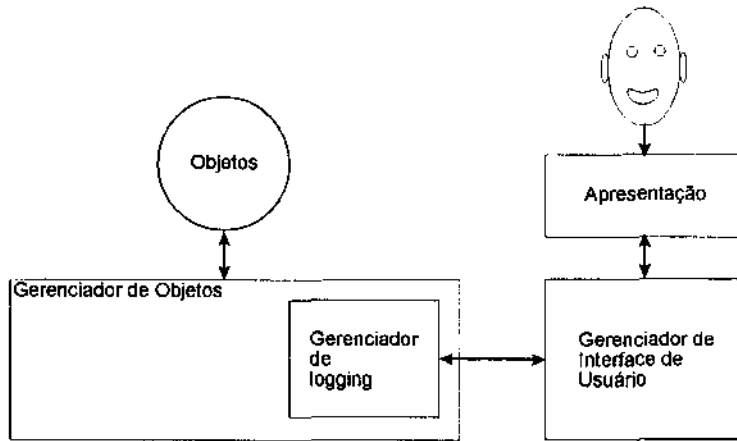 Objetos
Apresentação
Gerenciador de Objetos
Gerenciador
de
logging
Gerenciador de
Interface de
Usuário